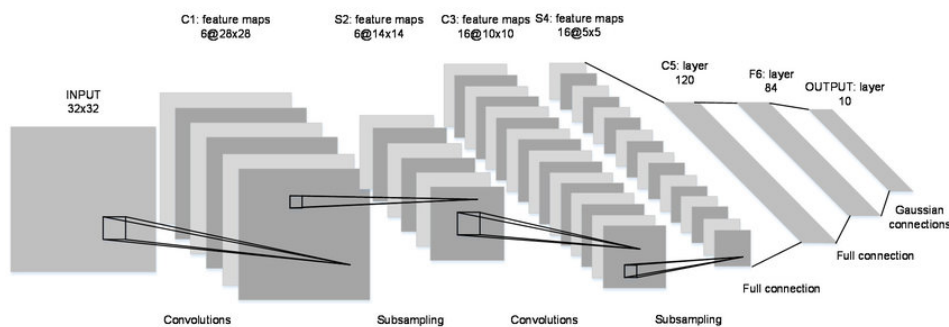 C1: feature maps
6@28x28
S2: feature maps
6@14x14
C3: feature maps
16@10x10
S4: feature maps
16@5x5
INPUT
32x32
C5: layer
120
F6: layer
84
OUTPUT: layer
10
Gaussian
connections
Full connection
Full connection
Convolutions
Subsampling
Convolutions
Subsampling